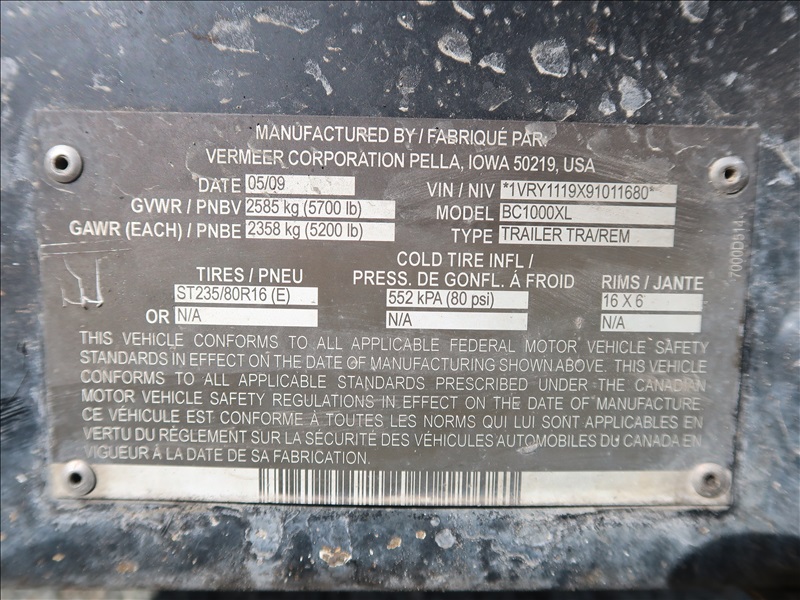 MANUFACTURED BY / FABRIQUÉ PAR:
VERMEER CORPORATION PELLA, IOWA 50219, USA
DATE 05/09 VIN / NIV *1VRY1119X91011680*
GVWR / PNBV 2585 kg (5700 lb) MODEL BC1000XL
GAWR (EACH) / PNBE 2358 kg (5200 lb) TYPE TRAILER TRA/REM
COLD TIRE INFL /
TIRES / PNEU PRESS. DE GONFL. À FROID RIMS / JANTE
ST235/80R16 (E) 552 kPA (80 psi) 16 X 6
OR N/A N/A N/A
THIS VEHICLE CONFORMS TO ALL APPLICABLE FEDERAL MOTOR VEHICLE SAFETY
STANDARDS IN EFFECT ON THE DATE OF MANUFACTURING SHOWN ABOVE. THIS VEHICLE
CONFORMS TO ALL APPLICABLE STANDARDS PRESCRIBED UNDER THE CANADIAN
MOTOR VEHICLE SAFETY REGULATIONS IN EFFECT ON THE DATE OF MANUFACTURE.
CE VÉHICULE EST CONFORME À TOUTES LES NORMS QUI LUI SONT APPLICABLES EN
VERTU DU RÉGLEMENT SUR LA SÉCURITÉ DES VÉHICULES AUTOMOBILES DU CANADA EN
VIGUEUR À LA DATE DE SA FABRICATION.